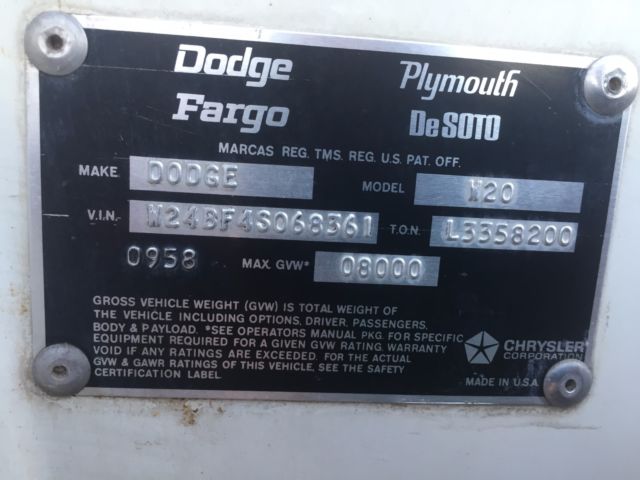 Dodge Plymouth
Fargo DeSOTO
MARCAS REG. TMS. REG. U.S. PAT. OFF.
MAKE DODGE MODEL W20
V.I.N. W24BF4S068361 T.O.N. L3358200
0958 MAX. GVW* 08000
GROSS VEHICLE WEIGHT (GVW) IS TOTAL WEIGHT OF
THE VEHICLE INCLUDING OPTIONS, DRIVER, PASSENGERS,
BODY & PAYLOAD. *SEE OPERATORS MANUAL PKG. FOR SPECIFIC
EQUIPMENT REQUIRED FOR A GIVEN GVW RATING. WARRANTY
VOID IF ANY RATINGS ARE EXCEEDED. FOR THE ACTUAL
GVW & GAWR RATINGS OF THIS VEHICLE, SEE THE SAFETY
CERTIFICATION LABEL.
CHRYSLER
CORPORATION
MADE IN U.S.A.